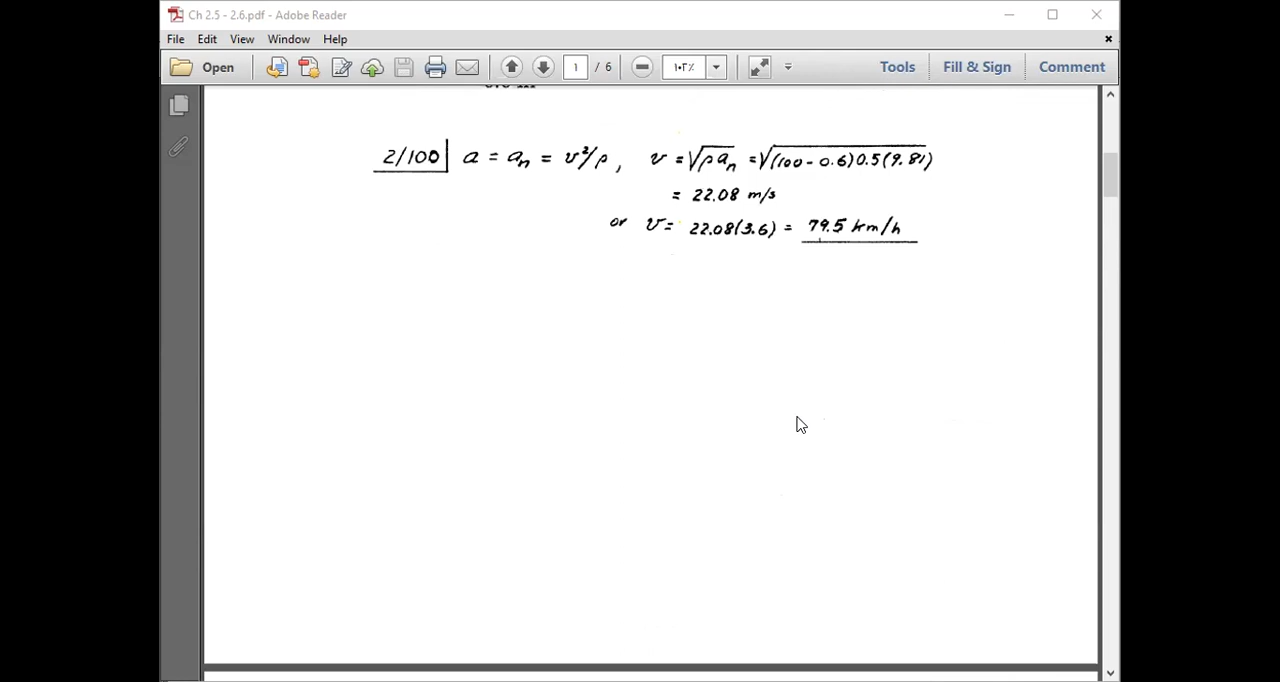 Ch 2.5 - 2.6.pdf - Adobe Reader
File Edit View Window Help
Open ١ / 6 ١٠٢٪ Tools Fill & Sign Comment
2/100 a = aₙ = v²/ρ, v = √ρaₙ = √(100 - 0.6)0.5(9.81)
= 22.08 m/s
or v = 22.08(3.6) = 79.5 km/h